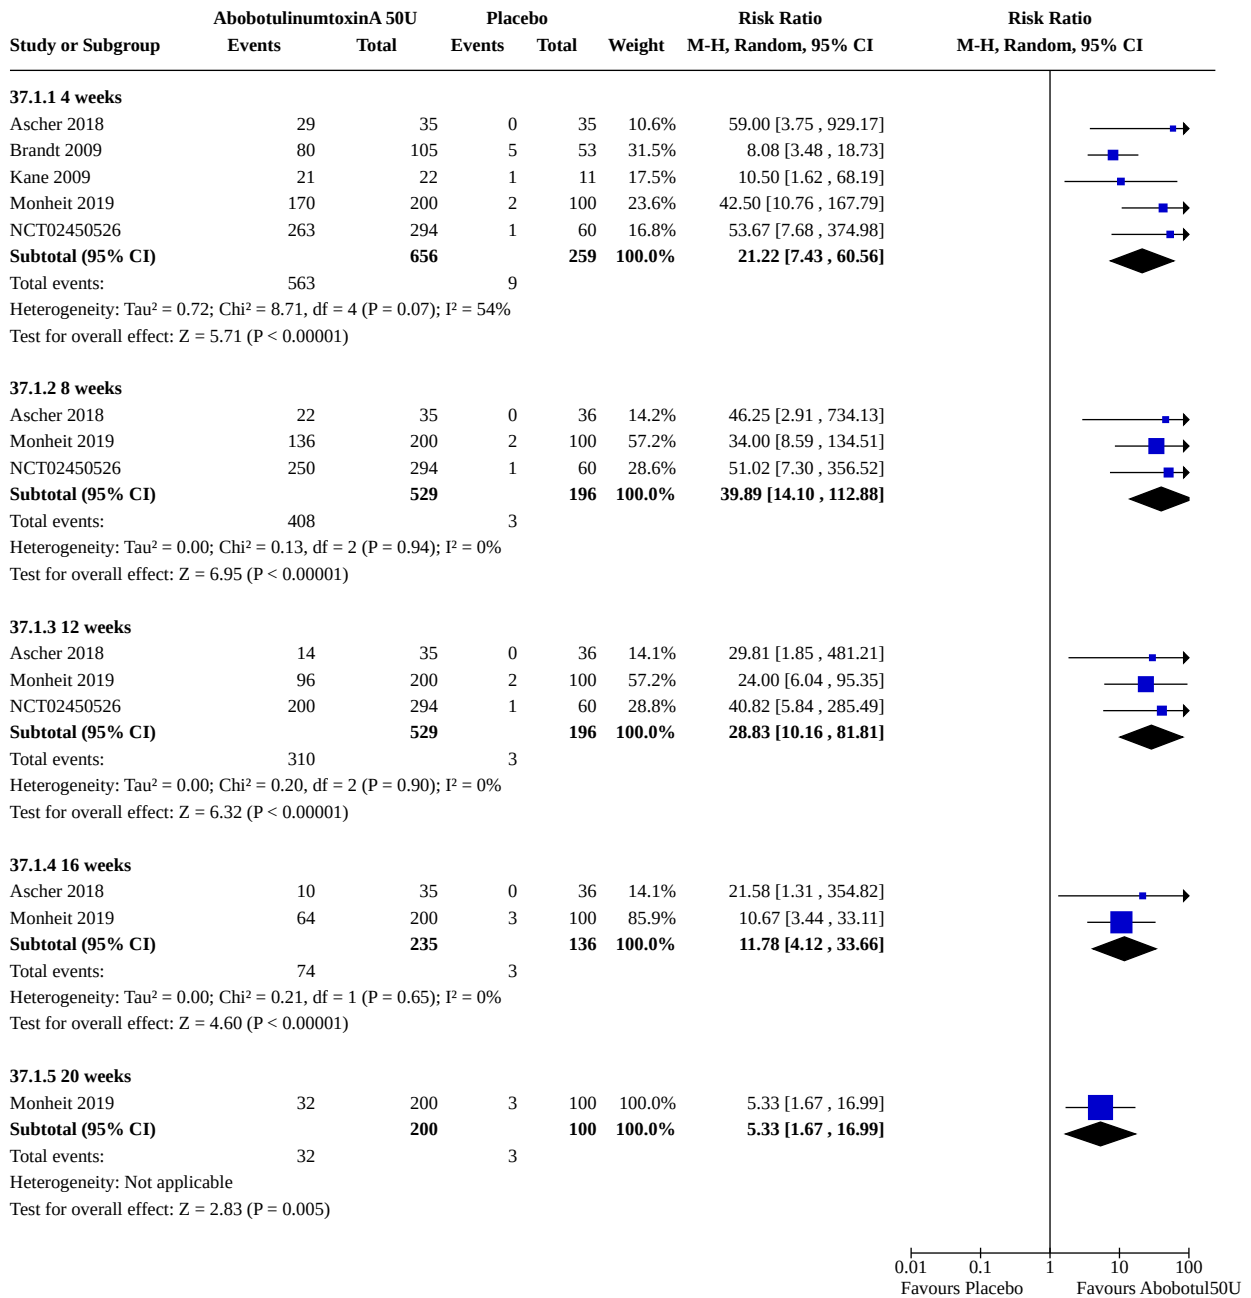 AbobotulinumtoxinA 50U Placebo Risk Ratio Risk Ratio
Study or Subgroup Events Total Events Total Weight M-H, Random, 95% CI M-H, Random, 95% CI
37.1.1 4 weeks
Ascher 2018 29 35 0 35 10.6% 59.00 [3.75 , 929.17]
Brandt 2009 80 105 5 53 31.5% 8.08 [3.48 , 18.73]
Kane 2009 21 22 1 11 17.5% 10.50 [1.62 , 68.19]
Monheit 2019 170 200 2 100 23.6% 42.50 [10.76 , 167.79]
NCT02450526 263 294 1 60 16.8% 53.67 [7.68 , 374.98]
Subtotal (95% CI) 656 259 100.0% 21.22 [7.43 , 60.56]
Total events: 563 9
Heterogeneity: Tau² = 0.72; Chi² = 8.71, df = 4 (P = 0.07); I² = 54%
Test for overall effect: Z = 5.71 (P < 0.00001)
37.1.2 8 weeks
Ascher 2018 22 35 0 36 14.2% 46.25 [2.91 , 734.13]
Monheit 2019 136 200 2 100 57.2% 34.00 [8.59 , 134.51]
NCT02450526 250 294 1 60 28.6% 51.02 [7.30 , 356.52]
Subtotal (95% CI) 529 196 100.0% 39.89 [14.10 , 112.88]
Total events: 408 3
Heterogeneity: Tau² = 0.00; Chi² = 0.13, df = 2 (P = 0.94); I² = 0%
Test for overall effect: Z = 6.95 (P < 0.00001)
37.1.3 12 weeks
Ascher 2018 14 35 0 36 14.1% 29.81 [1.85 , 481.21]
Monheit 2019 96 200 2 100 57.2% 24.00 [6.04 , 95.35]
NCT02450526 200 294 1 60 28.8% 40.82 [5.84 , 285.49]
Subtotal (95% CI) 529 196 100.0% 28.83 [10.16 , 81.81]
Total events: 310 3
Heterogeneity: Tau² = 0.00; Chi² = 0.20, df = 2 (P = 0.90); I² = 0%
Test for overall effect: Z = 6.32 (P < 0.00001)
37.1.4 16 weeks
Ascher 2018 10 35 0 36 14.1% 21.58 [1.31 , 354.82]
Monheit 2019 64 200 3 100 85.9% 10.67 [3.44 , 33.11]
Subtotal (95% CI) 235 136 100.0% 11.78 [4.12 , 33.66]
Total events: 74 3
Heterogeneity: Tau² = 0.00; Chi² = 0.21, df = 1 (P = 0.65); I² = 0%
Test for overall effect: Z = 4.60 (P < 0.00001)
37.1.5 20 weeks
Monheit 2019 32 200 3 100 100.0% 5.33 [1.67 , 16.99]
Subtotal (95% CI) 200 100 100.0% 5.33 [1.67 , 16.99]
Total events: 32 3
Heterogeneity: Not applicable
Test for overall effect: Z = 2.83 (P = 0.005)
0.01 0.1 1 10 100
Favours Placebo Favours Abobotul50U